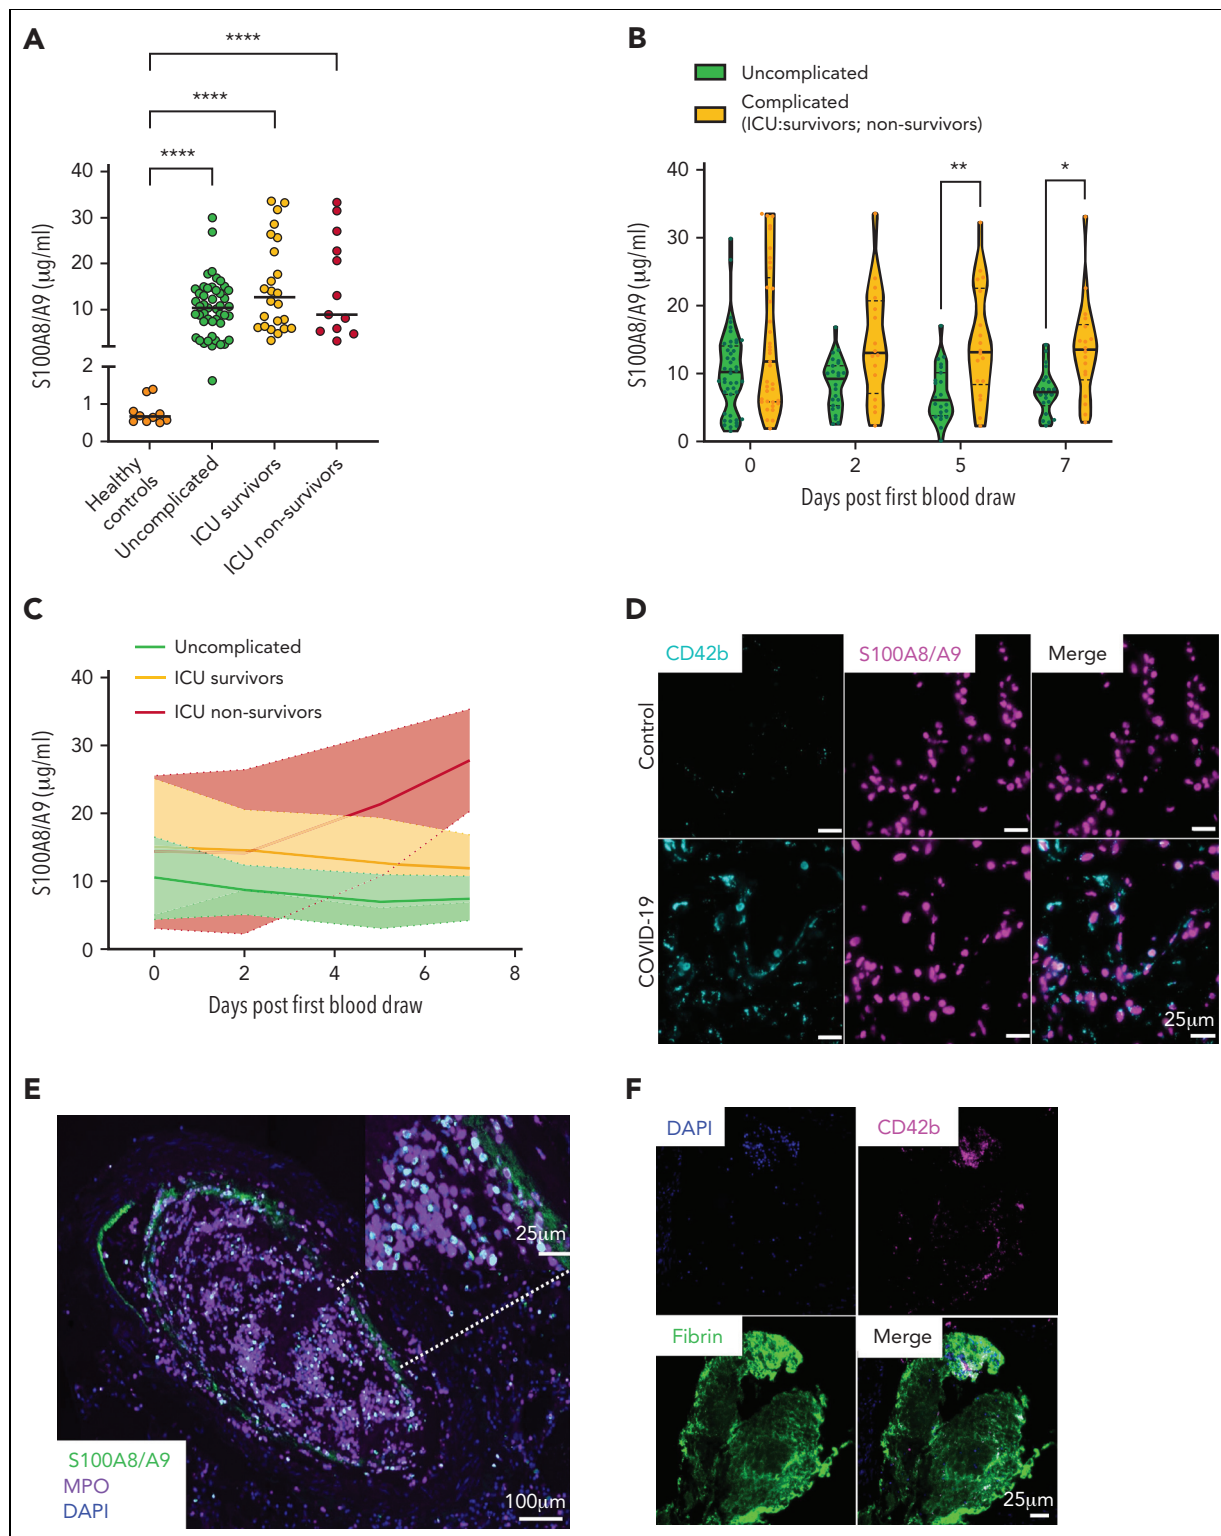 A
****
****
****
40
30
20
10
2
1
0
S100A8/A9 (µg/ml)
Healthy
controls
Uncomplicated
ICU survivors
ICU non-survivors
B
Uncomplicated
Complicated
(ICU:survivors; non-survivors)
**
*
40
30
20
10
0
S100A8/A9 (µg/ml)
0
2
5
7
Days post first blood draw
C
Uncomplicated
ICU survivors
ICU non-survivors
40
30
20
10
0
S100A8/A9 (µg/ml)
0
2
4
6
8
Days post first blood draw
D
CD42b
S100A8/A9
Merge
Control
COVID-19
25µm
E
25µm
S100A8/A9
MPO
DAPI
100µm
F
DAPI
CD42b
Fibrin
Merge
25µm